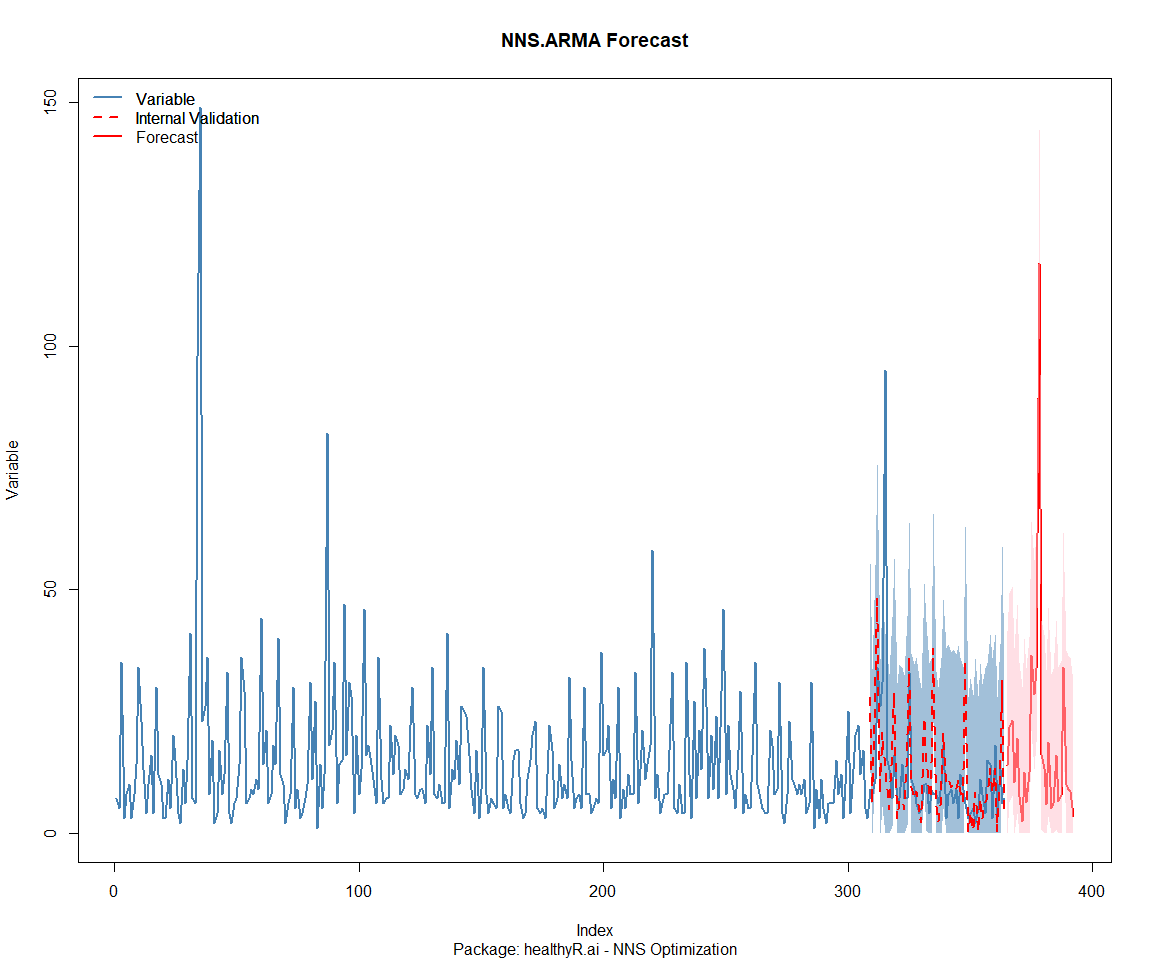 NNS.ARMA Forecast
Variable
Internal Validation
Forecast
Variable
150
100
50
0
0
100
200
300
400
Index
Package: healthyR.ai - NNS Optimization